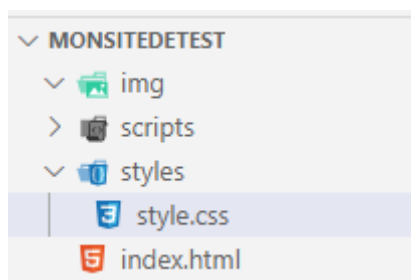 MONSITEDETEST
img
scripts
styles
style.css
index.html